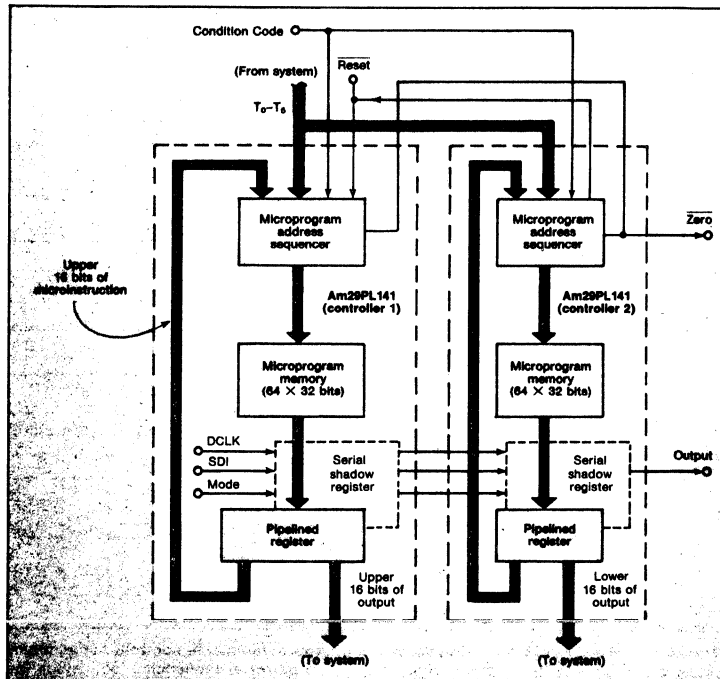 Condition Code
(From system)
Reset
T₀–T₅
Microprogram
address
sequencer
Microprogram
address
sequencer
Zero
Upper
16 bits of
microinstruction
Am29PL141
(controller 1)
Am29PL141
(controller 2)
Microprogram
memory
(64 × 32 bits)
Microprogram
memory
(64 × 32 bits)
DCLK
SDI
Mode
Serial
shadow
register
Serial
shadow
register
Output
Pipelined
register
Pipelined
register
Upper
16 bits of
output
Lower
16 bits of
output
(To system)
(To system)